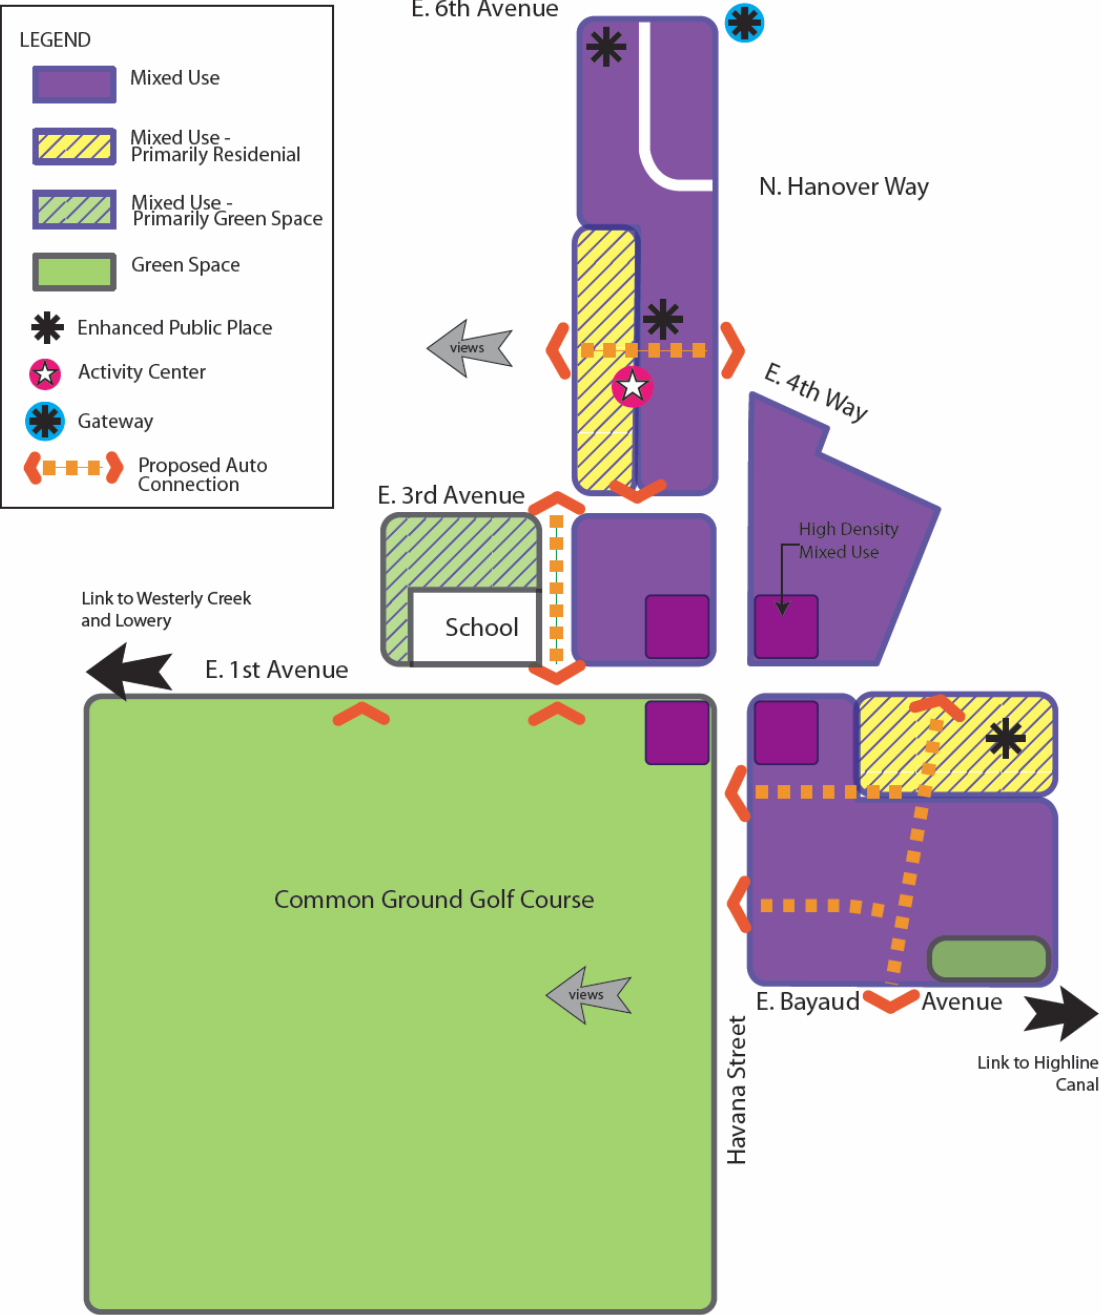 E. 6th Avenue
LEGEND
Mixed Use
Mixed Use -
Primarily Residenial
Mixed Use -
Primarily Green Space
Green Space
Enhanced Public Place
Activity Center
Gateway
Proposed Auto
Connection
N. Hanover Way
views
E. 4th Way
E. 3rd Avenue
High Density
Mixed Use
Link to Westerly Creek
and Lowery
School
E. 1st Avenue
Common Ground Golf Course
views
E. Bayaud Avenue
Havana Street
Link to Highline
Canal